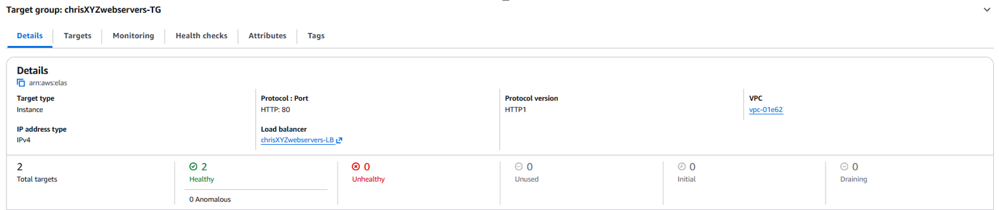 Target group: chrisXYZwebservers-TG
Details Targets Monitoring Health checks Attributes Tags
Details
arn:aws:elas
Target type Protocol : Port Protocol version VPC
Instance HTTP: 80 HTTP1 vpc-01e62
IP address type Load balancer
IPv4 chrisXYZwebservers-LB
2 2 0 0 0 0
Total targets Healthy Unhealthy Unused Initial Draining
0 Anomalous